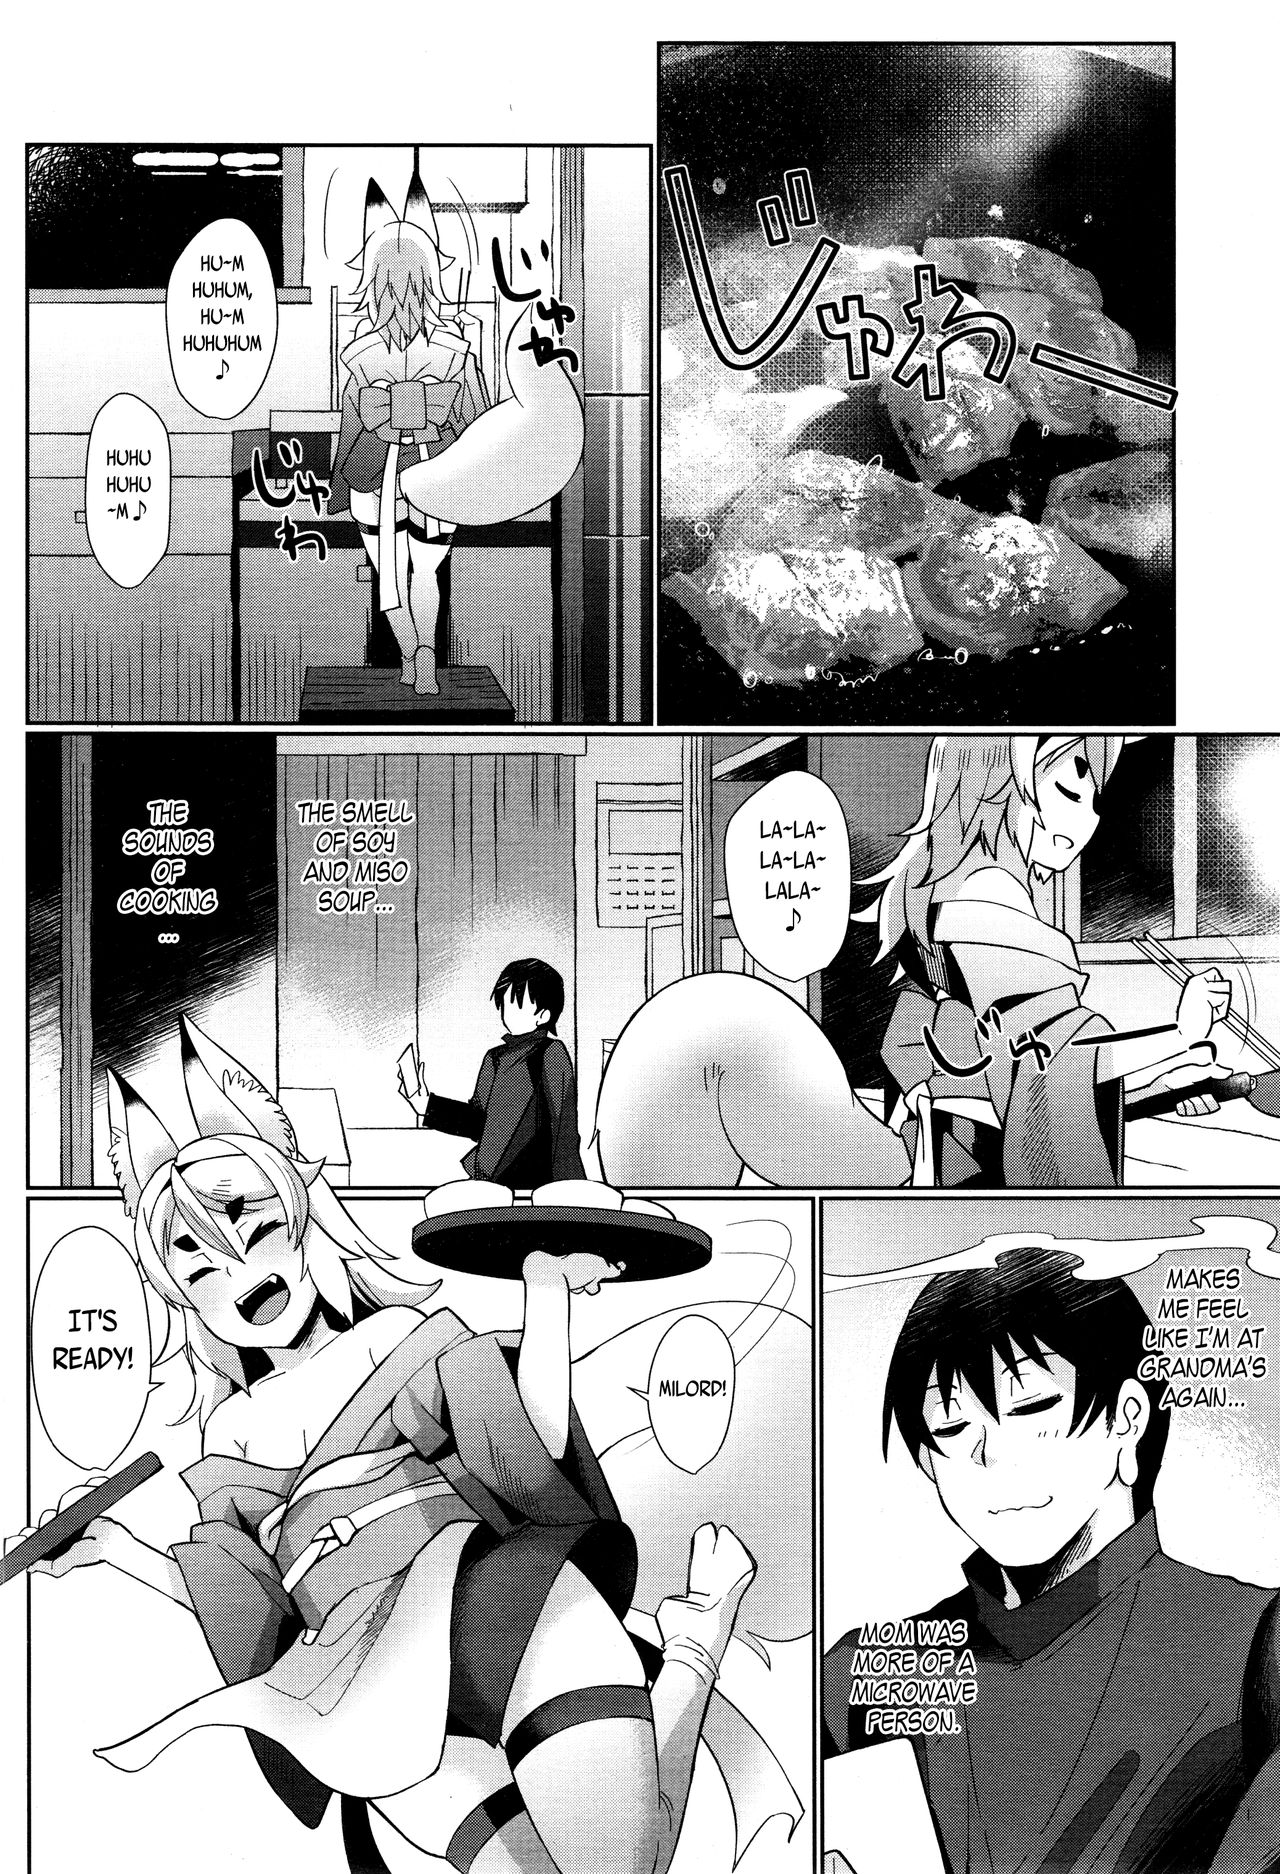 じゅわー
HU~M
HUHUM,
HU~M
HUHUHUM
♪
じゅわ
HUHU
HUHU
~M♪
じゅわ
LA~LA~
LA~LA~
LALA~
♪
じゅー
THE SMELL
OF SOY
AND MISO
SOUP...
THE
SOUNDS
OF
COOKING
...
MAKES
ME FEEL
LIKE I'M AT
GRANDMA'S
AGAIN...
MOM WAS
MORE OF A
MICROWAVE
PERSON.
MILORD!
IT'S
READY!